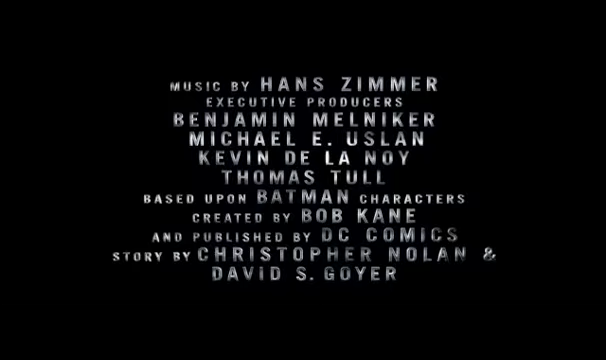 MUSIC BY HANS ZIMMER
EXECUTIVE PRODUCERS
BENJAMIN MELNIKER
MICHAEL E. USLAN
KEVIN DE LA NOY
THOMAS TULL
BASED UPON BATMAN CHARACTERS
CREATED BY BOB KANE
AND PUBLISHED BY DC COMICS
STORY BY CHRISTOPHER NOLAN &
DAVID S. GOYER